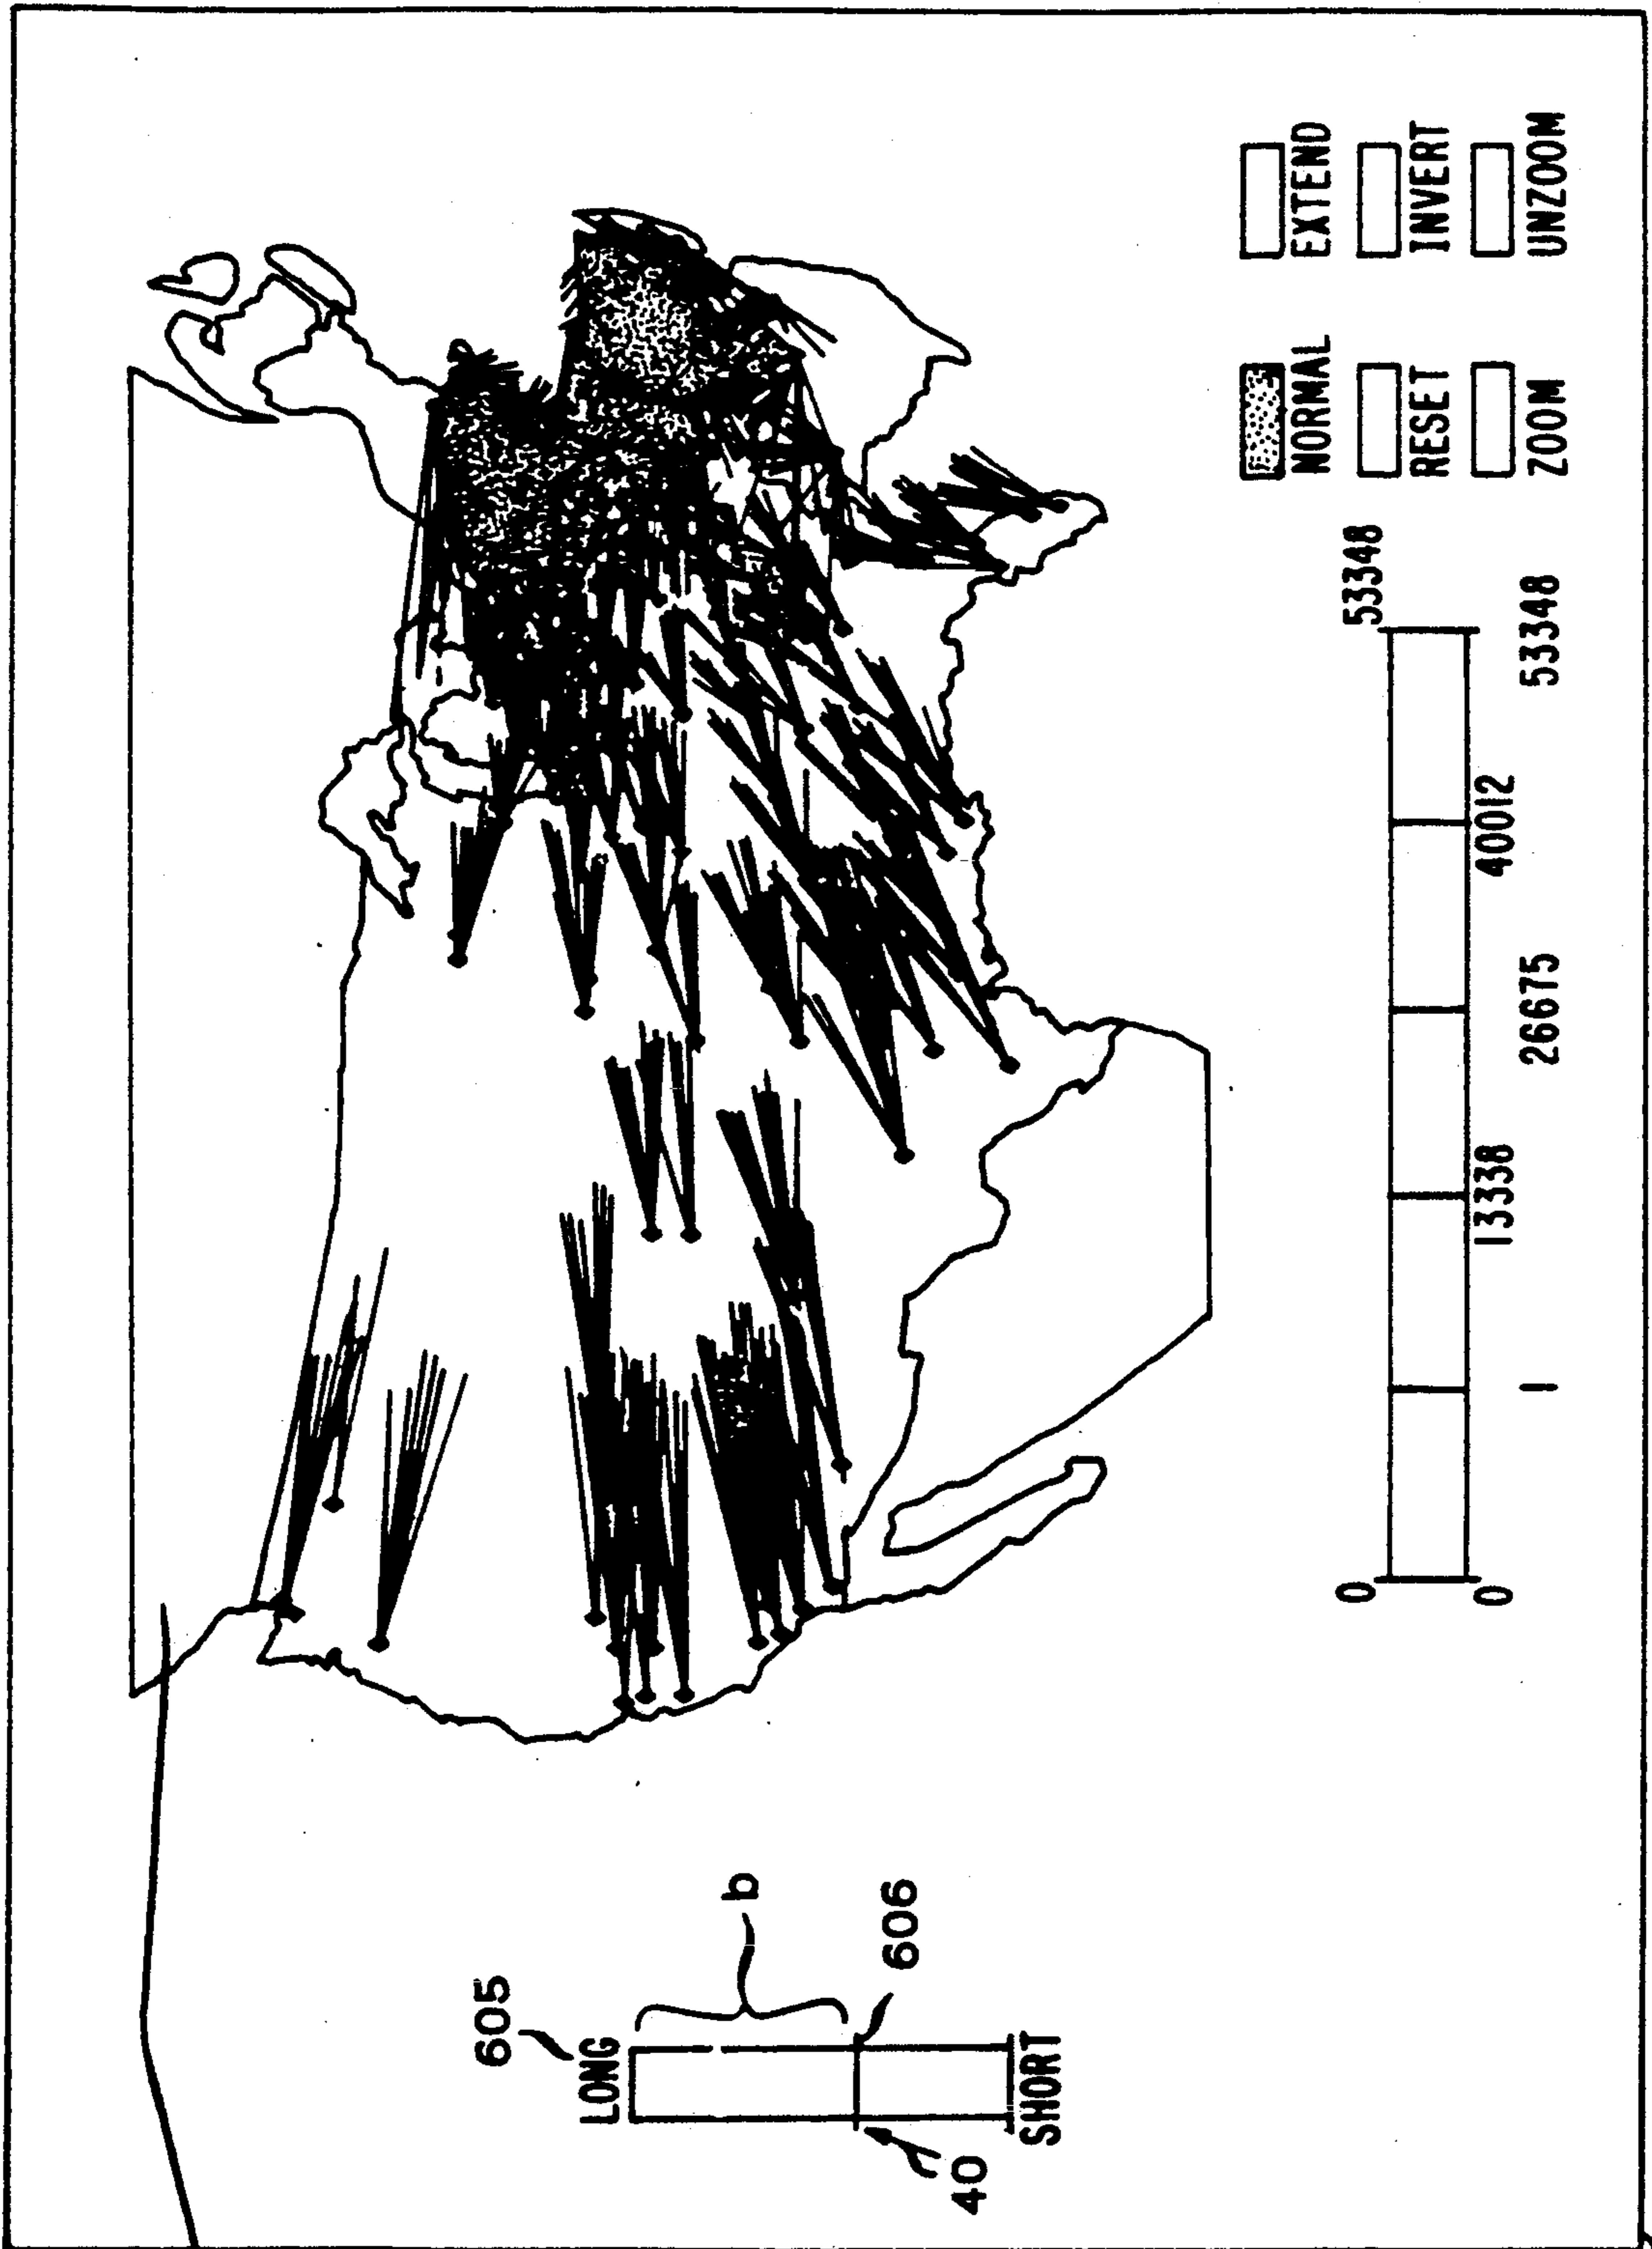 605
LONG
b
606
40
SHORT
NORMAL EXTEND
0 53348
RESET INVERT
0 13338 40012
1 26675 53348
ZOOM UNZOOM